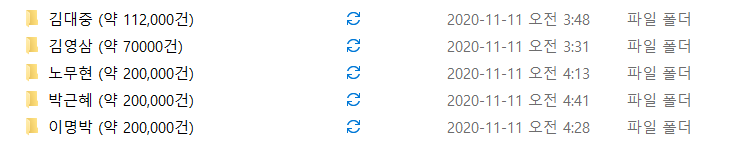 김대중 (약 112,000건) 2020-11-11 오전 3:48 파일 폴더
김영삼 (약 70000건) 2020-11-11 오전 3:31 파일 폴더
노무현 (약 200,000건) 2020-11-11 오전 4:13 파일 폴더
박근혜 (약 200,000건) 2020-11-11 오전 4:41 파일 폴더
이명박 (약 200,000건) 2020-11-11 오전 4:28 파일 폴더